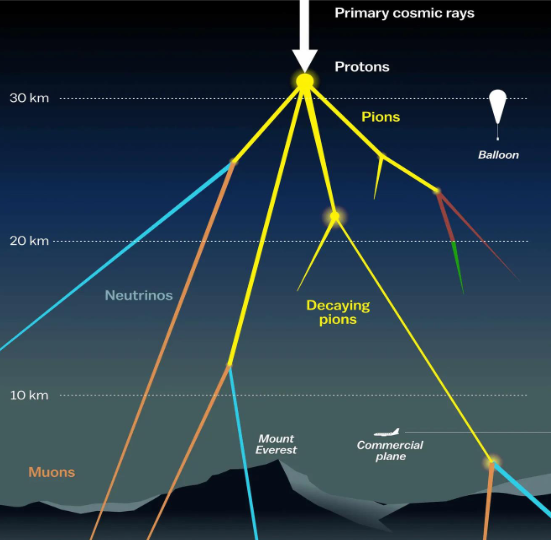 Primary cosmic rays
Protons
30 km
Pions
Balloon
20 km
Neutrinos
Decaying
pions
10 km
Mount
Everest
Commercial
plane
Muons